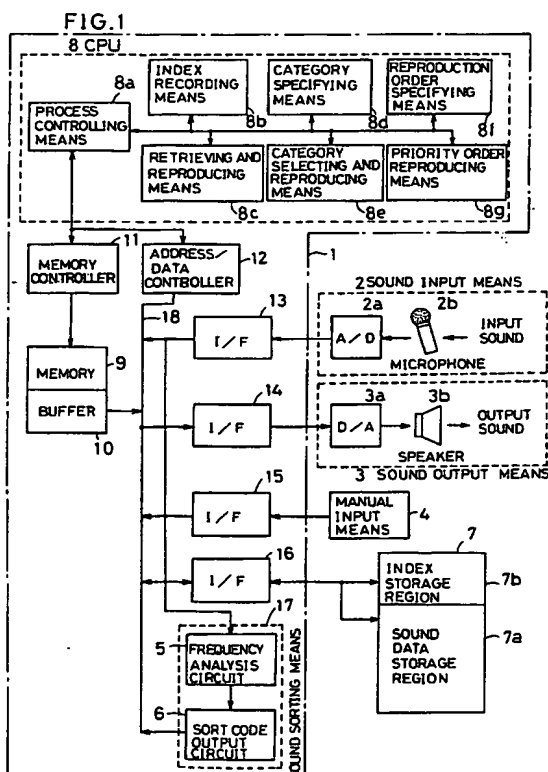 FIG.1
8 CPU
8a
PROCESS
CONTROLLING
MEANS
INDEX
RECORDING
MEANS
8b
CATEGORY
SPECIFYING
MEANS
8d
REPRODUCTION
ORDER
SPECIFYING
MEANS
8f
RETRIEVING AND
REPRODUCING
MEANS
8c
CATEGORY
SELECTING AND
REPRODUCING
MEANS
8e
PRIORITY ORDER
REPRODUCING
MEANS
8g
11
MEMORY
CONTROLLER
ADDRESS/
DATA
CONTROLLER
12
1
18
9
MEMORY
BUFFER
10
13
I/F
2 SOUND INPUT MEANS
2a
A/D
2b
MICROPHONE
INPUT
SOUND
14
I/F
3a
D/A
3b
SPEAKER
OUTPUT
SOUND
3 SOUND OUTPUT MEANS
15
I/F
MANUAL
INPUT
MEANS
4
16
I/F
7
INDEX
STORAGE
REGION
7b
SOUND
DATA
STORAGE
REGION
7a
17
5
FREQUENCY
ANALYSIS
CIRCUIT
6
SORT CODE
OUTPUT
CIRCUIT
OUND SORTING MEANS